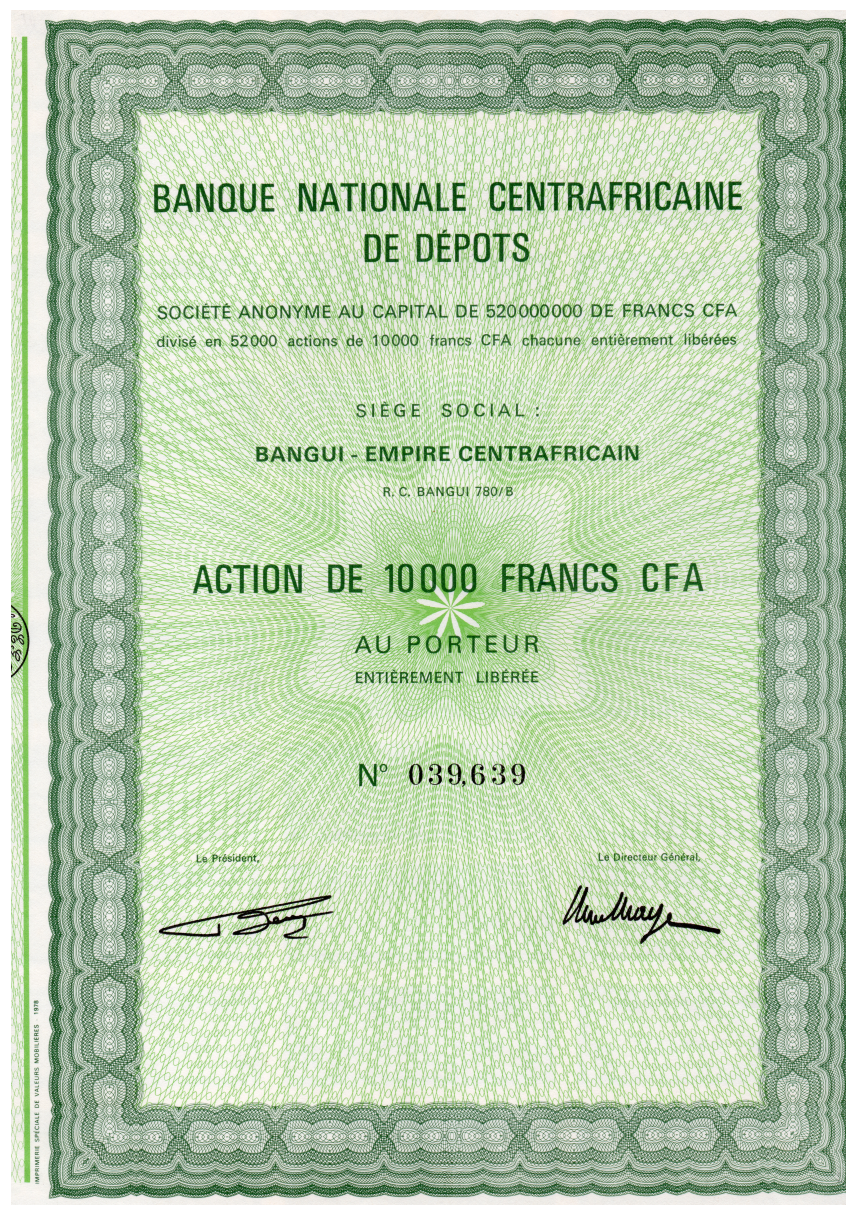 BANQUE NATIONALE CENTRAFRICAINE
DE DÉPOTS
SOCIÉTÉ ANONYME AU CAPITAL DE 520000000 DE FRANCS CFA
divisé en 52000 actions de 10000 francs CFA chacune entièrement libérées
SIÈGE SOCIAL :
BANGUI - EMPIRE CENTRAFRICAIN
R. C. BANGUI 780/B
ACTION DE 10000 FRANCS CFA
AU PORTEUR
ENTIÈREMENT LIBÉRÉE
N° 039,639
Le Président,
Le Directeur Général,
IMPRIMERIE SPÉCIALE DE VALEURS MOBILIÈRES - 1978